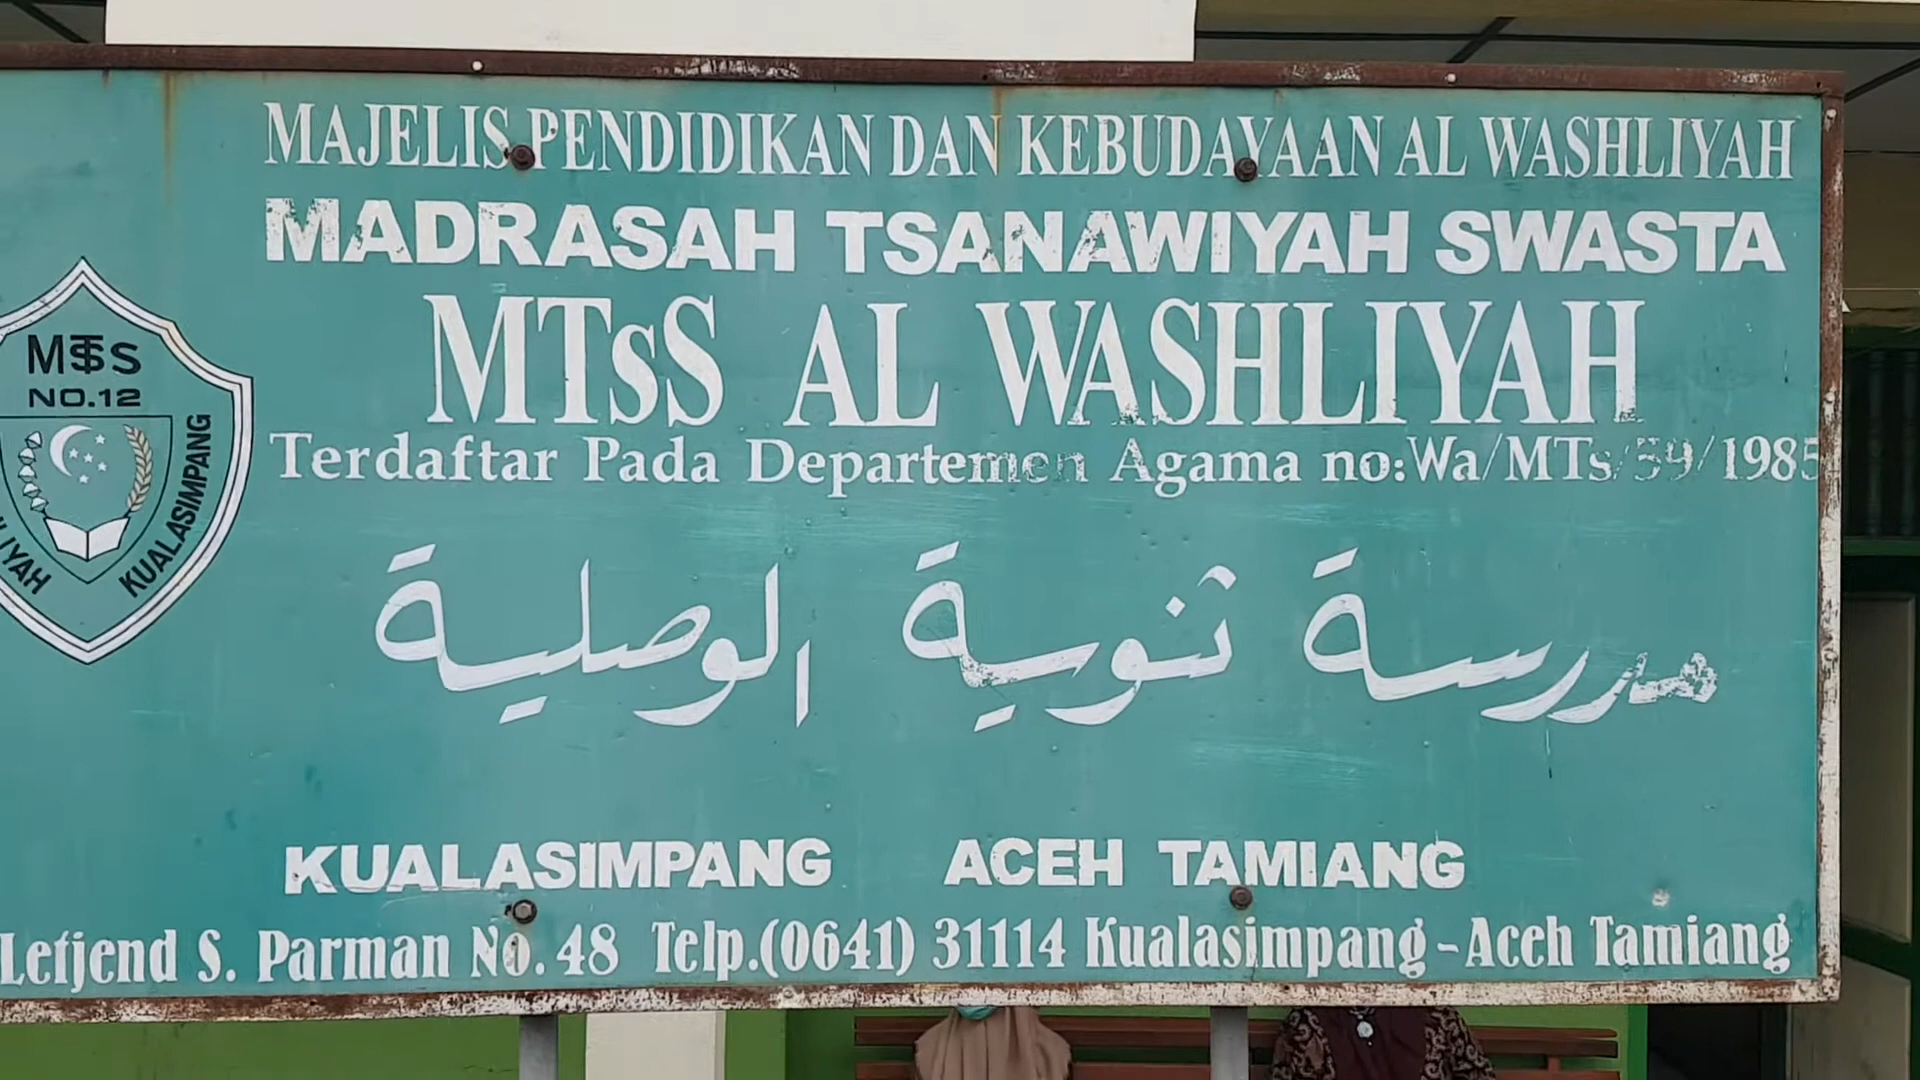 MAJELIS PENDIDIKAN DAN KEBUDAYAAN AL WASHLIYAH
MADRASAH TSANAWIYAH SWASTA
MTsS AL WASHLIYAH
Terdaftar Pada Departemen Agama no:Wa/MTs/59/1985
مدرسة ثنوية الوصلية
KUALASIMPANG ACEH TAMIANG
Letjend S. Parman No. 48 Telp.(0641) 31114 Kualasimpang - Aceh Tamiang
MTSS
NO.12
KUALASIMPANG